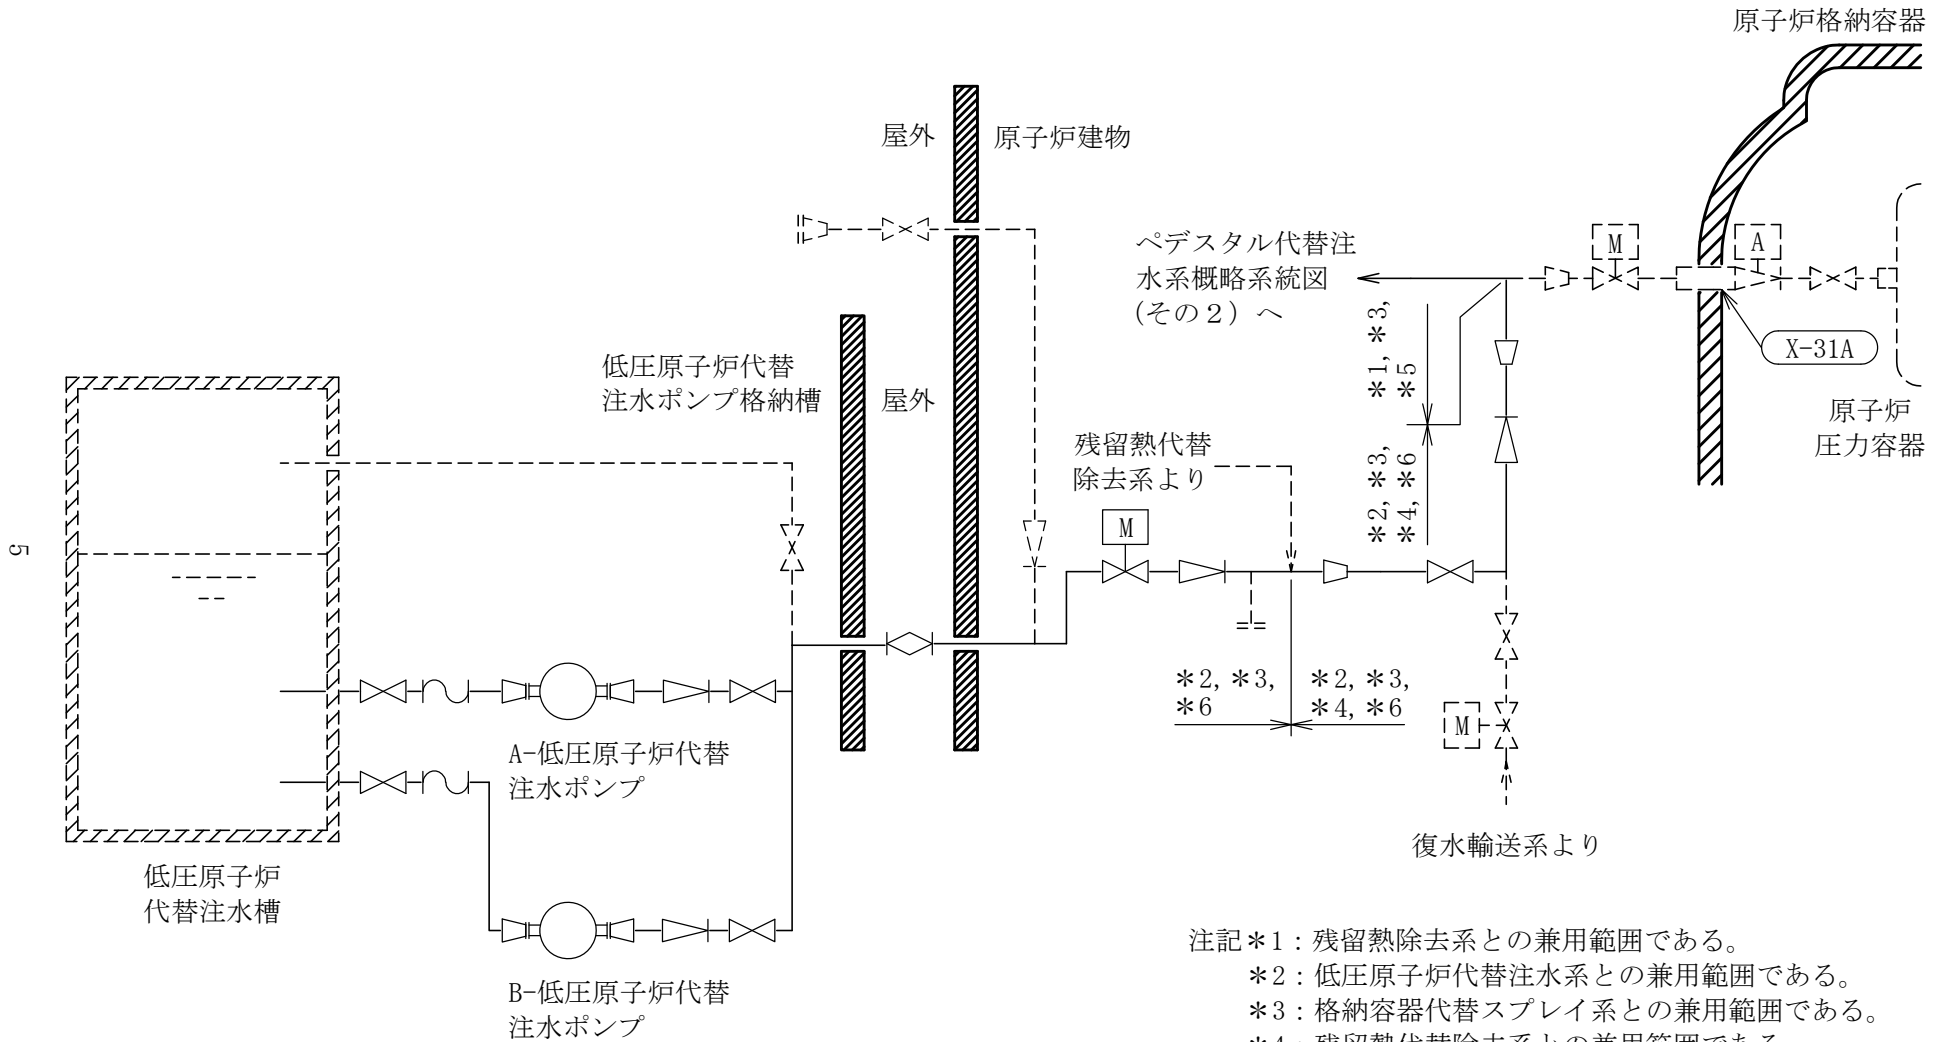 原子炉格納容器
屋外
原子炉建物
M
A
ペデスタル代替注
水系概略系統図
(その2) へ
X-31A
*1, *3,
*5
低圧原子炉代替
注水ポンプ格納槽
屋外
原子炉
圧力容器
残留熱代替
除去系より
*2, *3,
*4, *6
M
5
*2, *3,
*6
*2, *3,
*4, *6
M
A-低圧原子炉代替
注水ポンプ
復水輸送系より
低圧原子炉
代替注水槽
B-低圧原子炉代替
注水ポンプ
注記*1:残留熱除去系との兼用範囲である。
*2:低圧原子炉代替注水系との兼用範囲である。
*3:格納容器代替スプレイ系との兼用範囲である。